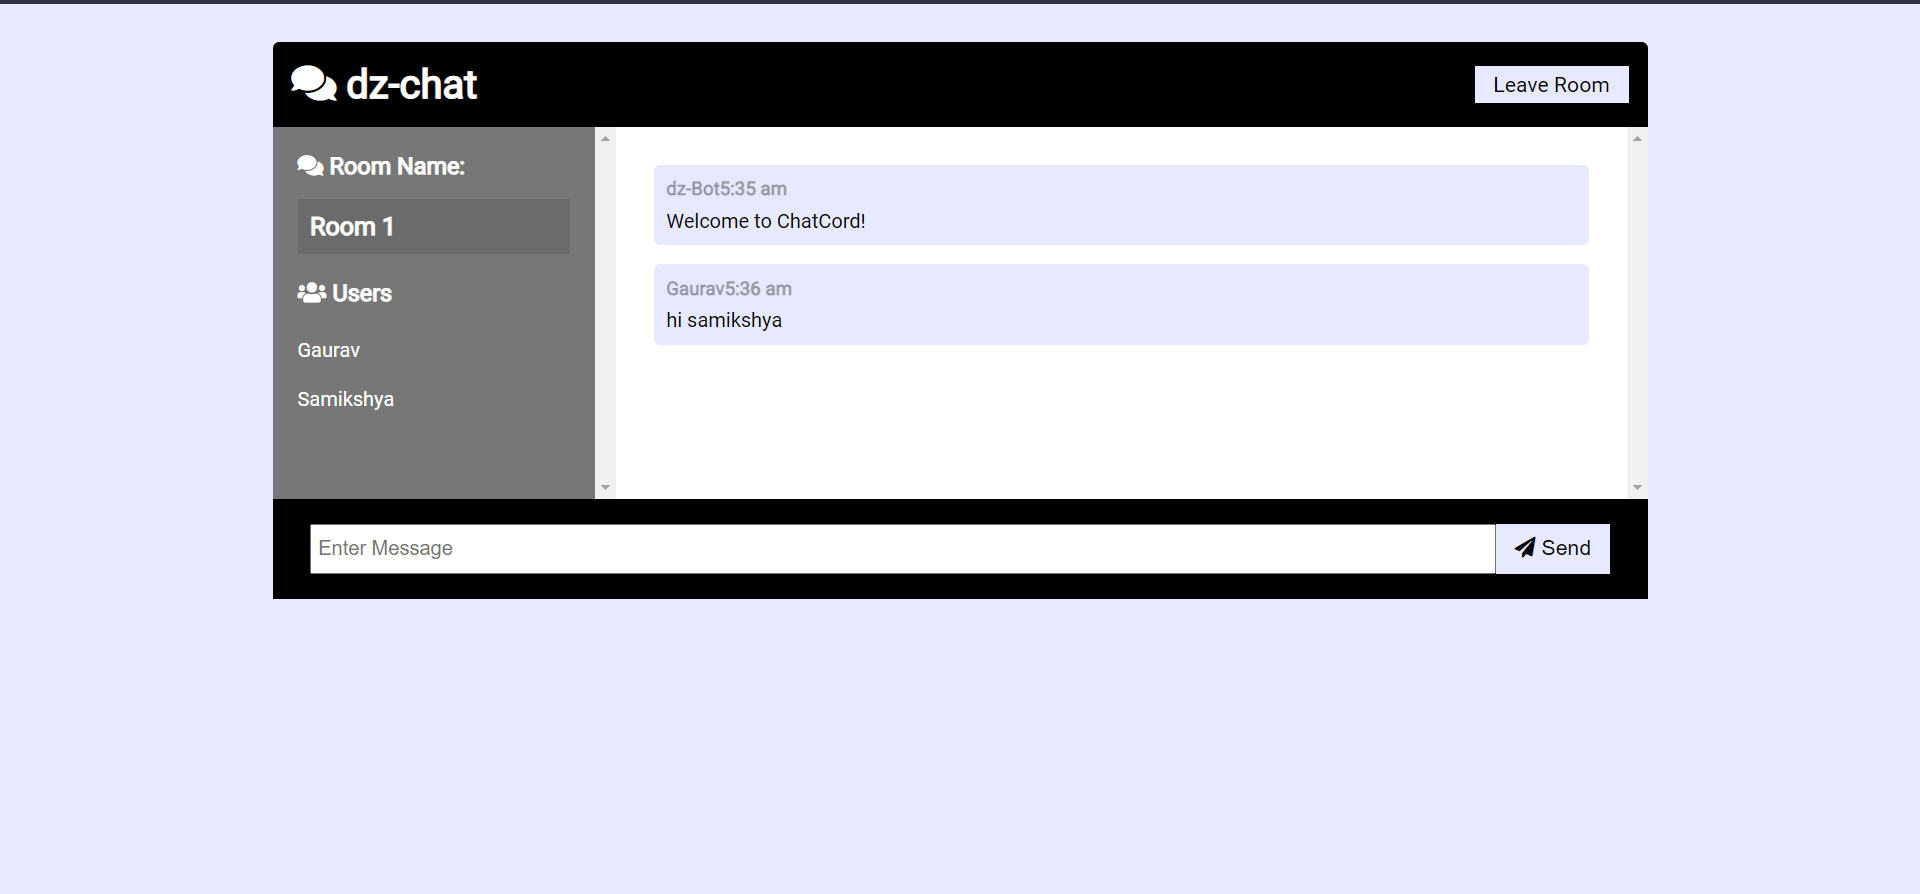 dz-chat
Leave Room
Room Name:
Room 1
Users
Gaurav
Samikshya
dz-Bot5:35 am
Welcome to ChatCord!
Gaurav5:36 am
hi samikshya
Enter Message
Send